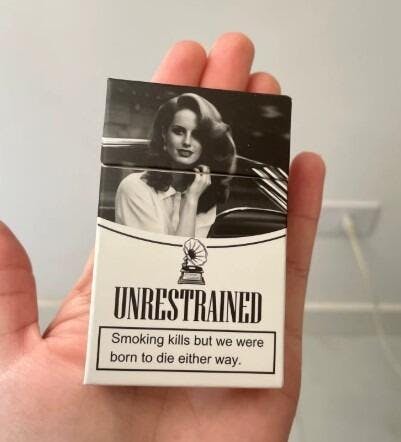 UNRESTRAINED
Smoking kills but we were
born to die either way.